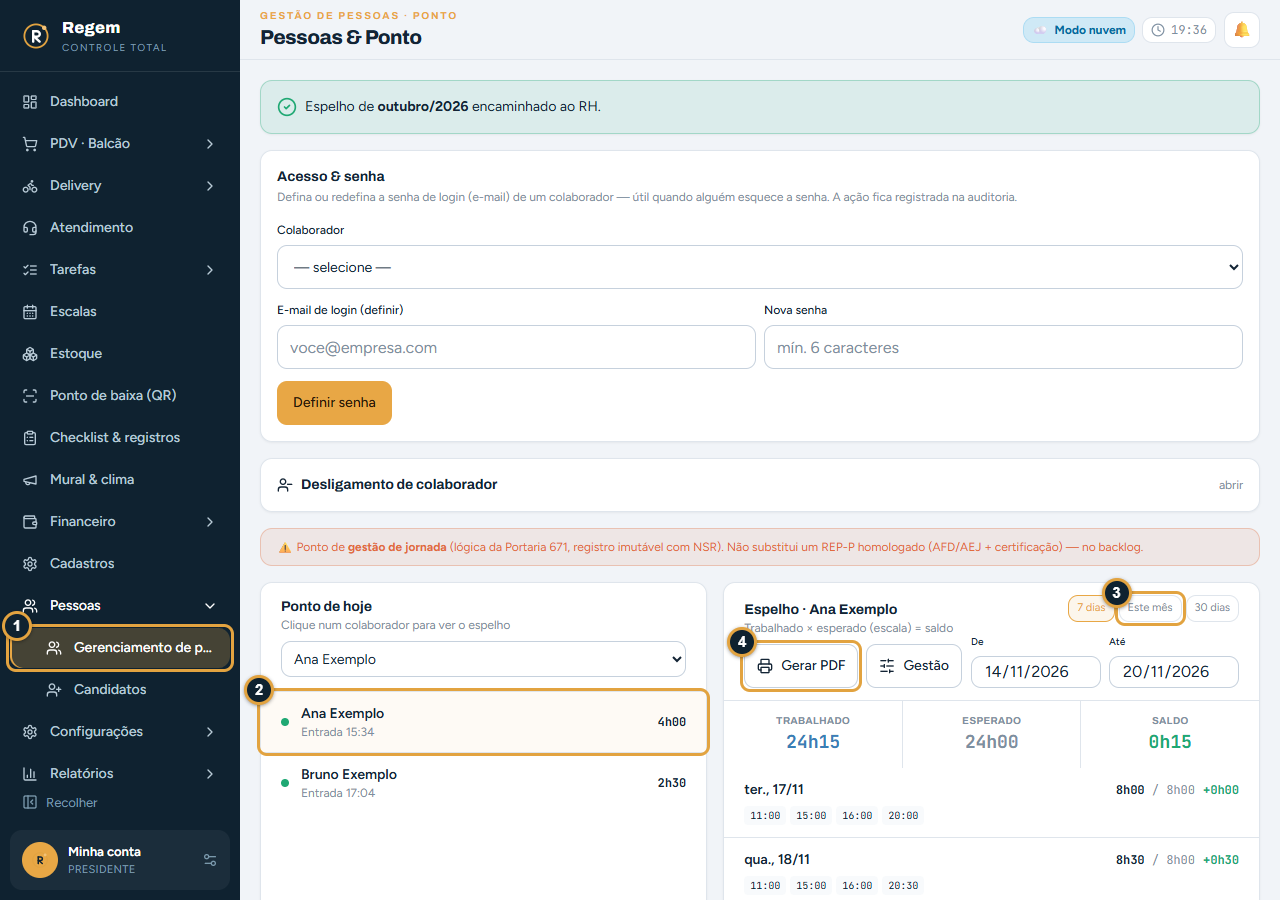 Regem
CONTROLE TOTAL
Dashboard
PDV · Balcão
Delivery
Atendimento
Tarefas
Escalas
Estoque
Ponto de baixa (QR)
Checklist & registros
Mural & clima
Financeiro
Cadastros
Pessoas
1
Gerenciamento de p...
Candidatos
Configurações
Relatórios
Recolher
R
Minha conta
PRESIDENTE
GESTÃO DE PESSOAS · PONTO
Pessoas & Ponto
Modo nuvem
19:36
Espelho de outubro/2026 encaminhado ao RH.
Acesso & senha
Defina ou redefina a senha de login (e-mail) de um colaborador — útil quando alguém esquece a senha. A ação fica registrada na auditoria.
Colaborador
— selecione —
E-mail de login (definir)
Nova senha
voce@empresa.com
mín. 6 caracteres
Definir senha
Desligamento de colaborador
abrir
Ponto de gestão de jornada (lógica da Portaria 671, registro imutável com NSR). Não substitui um REP-P homologado (AFD/AEJ + certificação) — no backlog.
Ponto de hoje
Clique num colaborador para ver o espelho
Ana Exemplo
2
Ana Exemplo
Entrada 15:34
4h00
Bruno Exemplo
Entrada 17:04
2h30
Espelho · Ana Exemplo
Trabalhado × esperado (escala) = saldo
7 dias
3
Este mês
30 dias
4
Gerar PDF
Gestão
De
14/11/2026
Até
20/11/2026
TRABALHADO
24h15
ESPERADO
24h00
SALDO
0h15
ter., 17/11
8h00 / 8h00 +0h00
11:00 15:00 16:00 20:00
qua., 18/11
8h30 / 8h00 +0h30
11:00 15:00 16:00 20:30